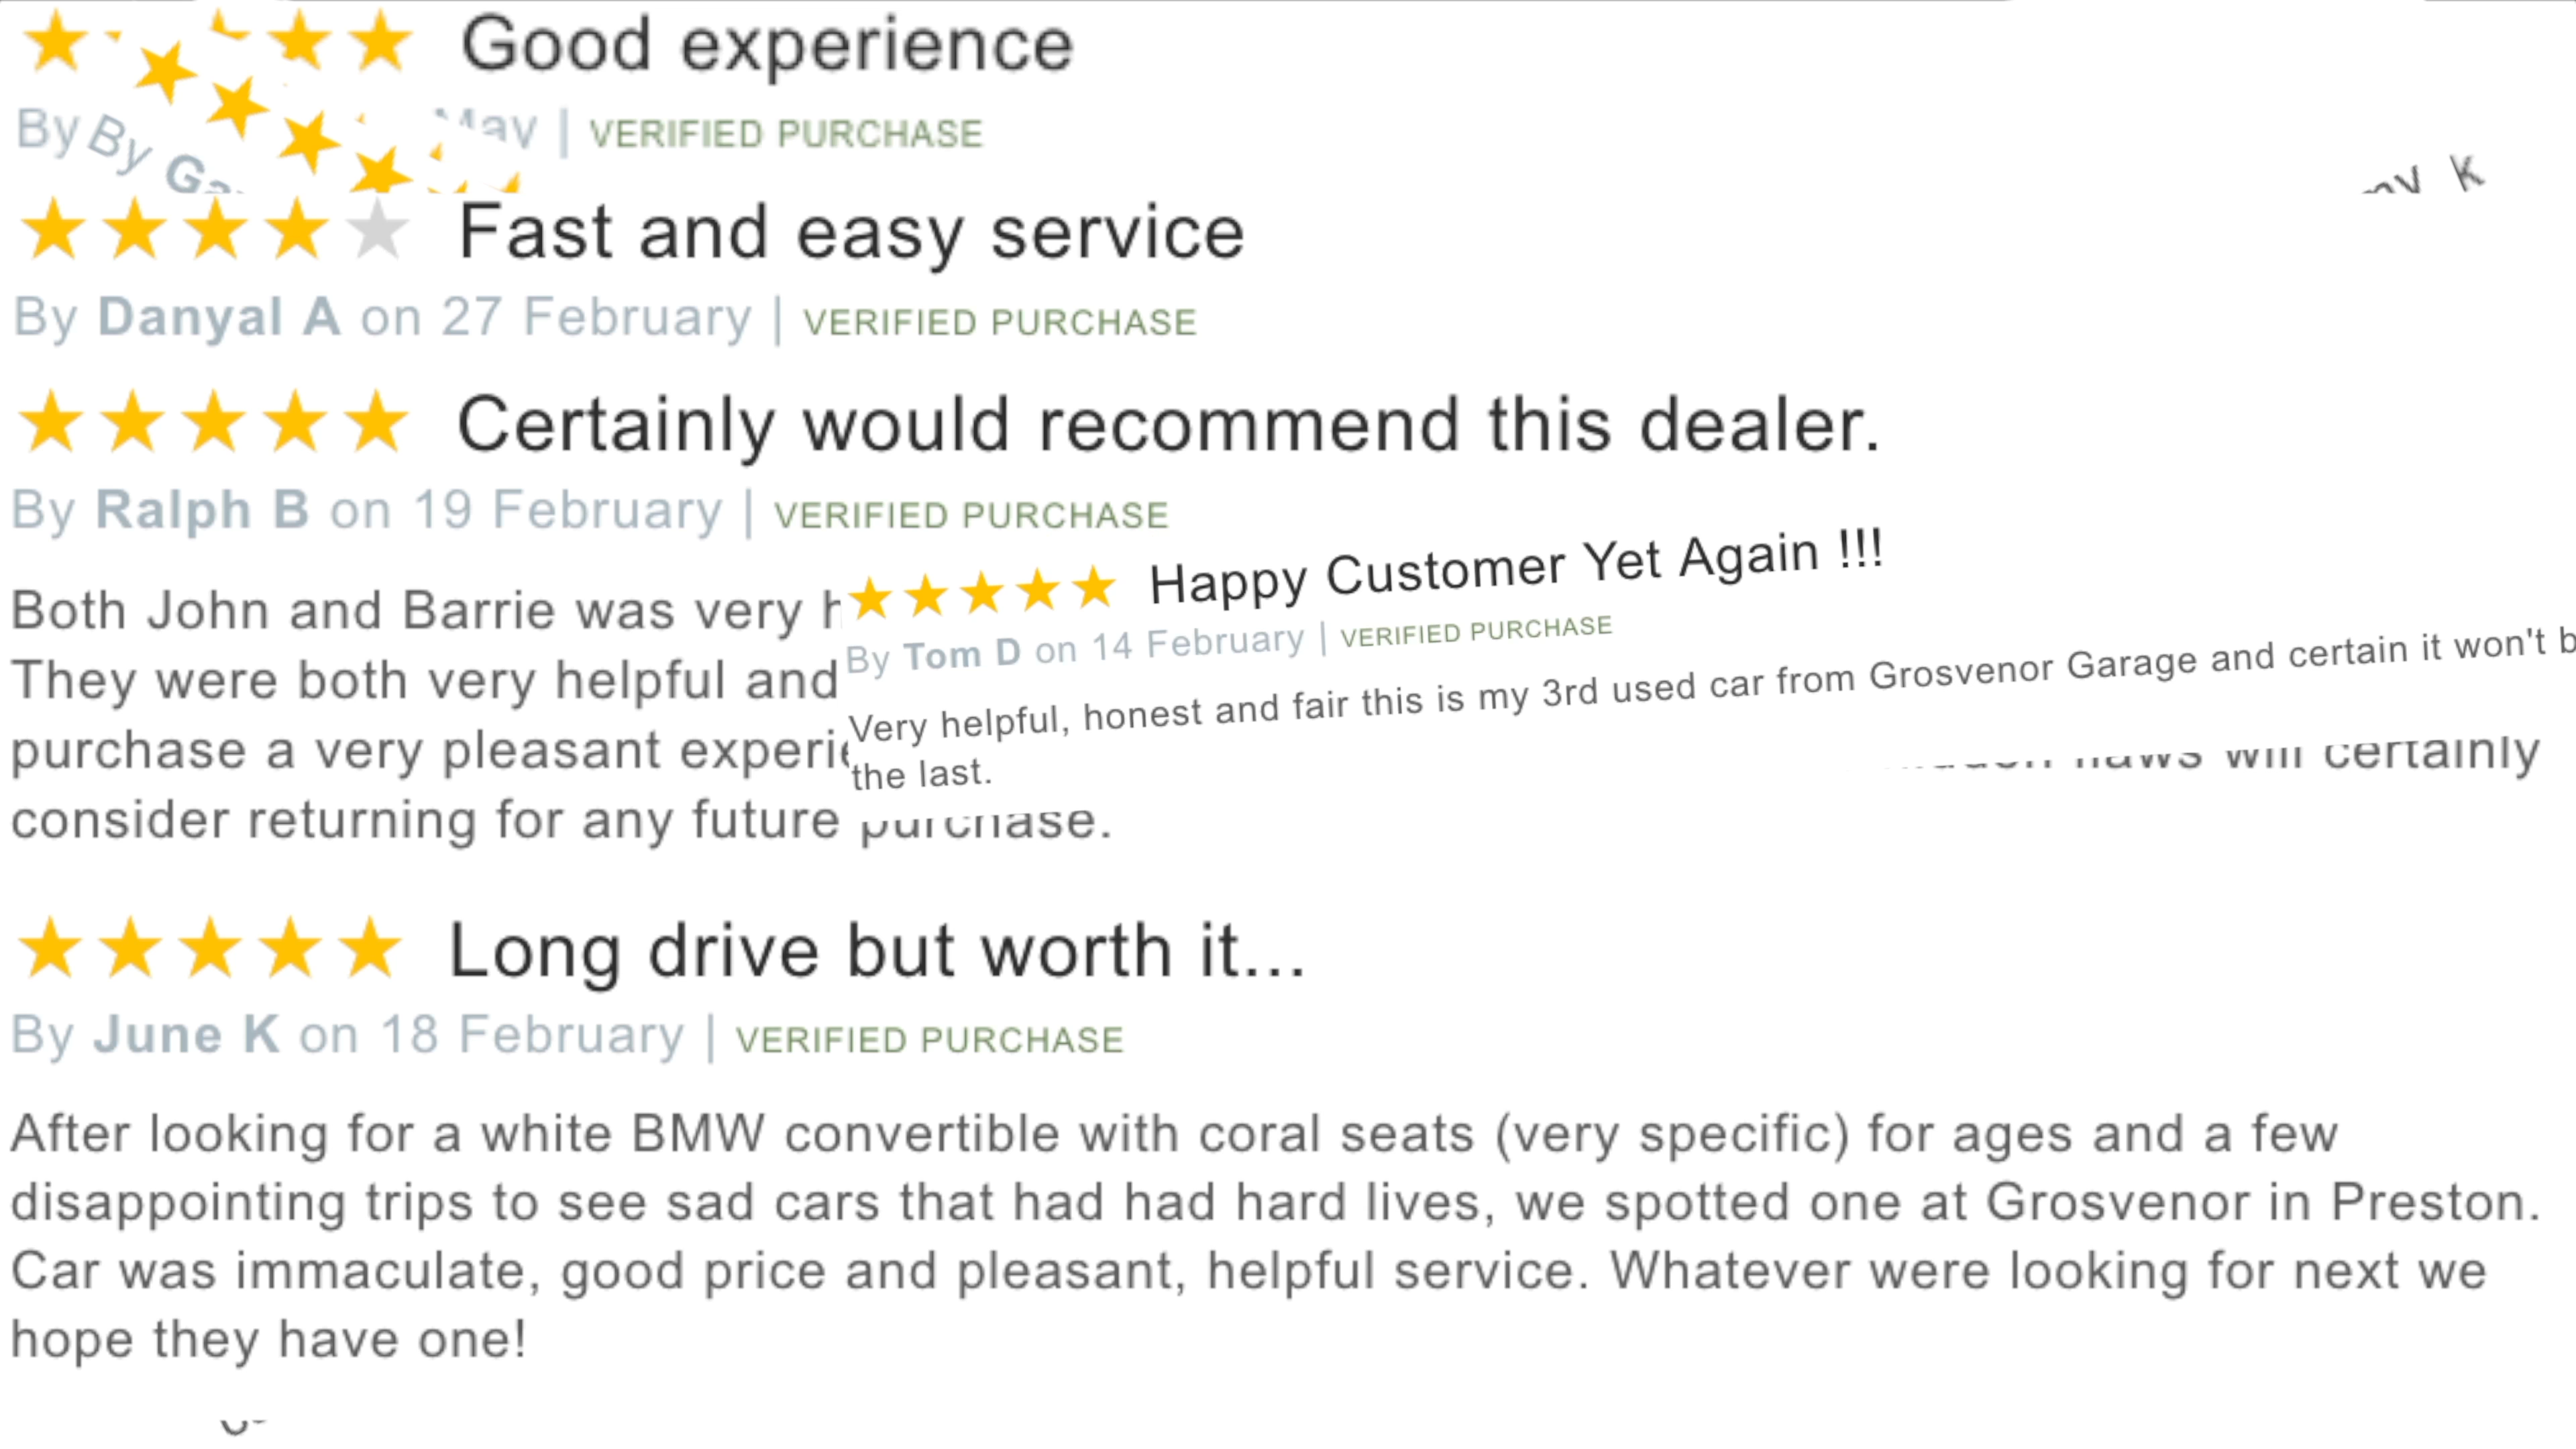 Good experience
By By May | VERIFIED PURCHASE
Fast and easy service
By Danyal A on 27 February | VERIFIED PURCHASE
Certainly would recommend this dealer.
By Ralph B on 19 February | VERIFIED PURCHASE
Both John and Barrie was very
They were both very helpful and
purchase a very pleasant
consider returning for any future purchase.
Happy Customer Yet Again !!!
By Tom D on 14 February | VERIFIED PURCHASE
Very helpful, honest and fair this is my 3rd used car from Grosvenor Garage and certain it won't
the last.
will certainly
Long drive but worth it...
By June K on 18 February | VERIFIED PURCHASE
After looking for a white BMW convertible with coral seats (very specific) for ages and a few
disappointing trips to see sad cars that had had hard lives, we spotted one at Grosvenor in Preston.
Car was immaculate, good price and pleasant, helpful service. Whatever were looking for next we
hope they have one!